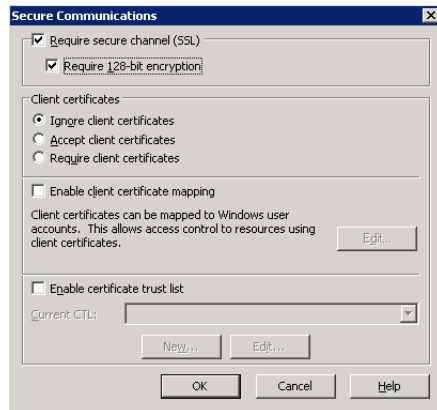 Secure Communications
Require secure channel (SSL)
Require 128-bit encryption
Client certificates
Ignore client certificates
Accept client certificates
Require client certificates
Enable client certificate mapping
Client certificates can be mapped to Windows user
accounts. This allows access control to resources using
client certificates.
Edit...
Enable certificate trust list
Current CTL:
New... Edit...
OK Cancel Help